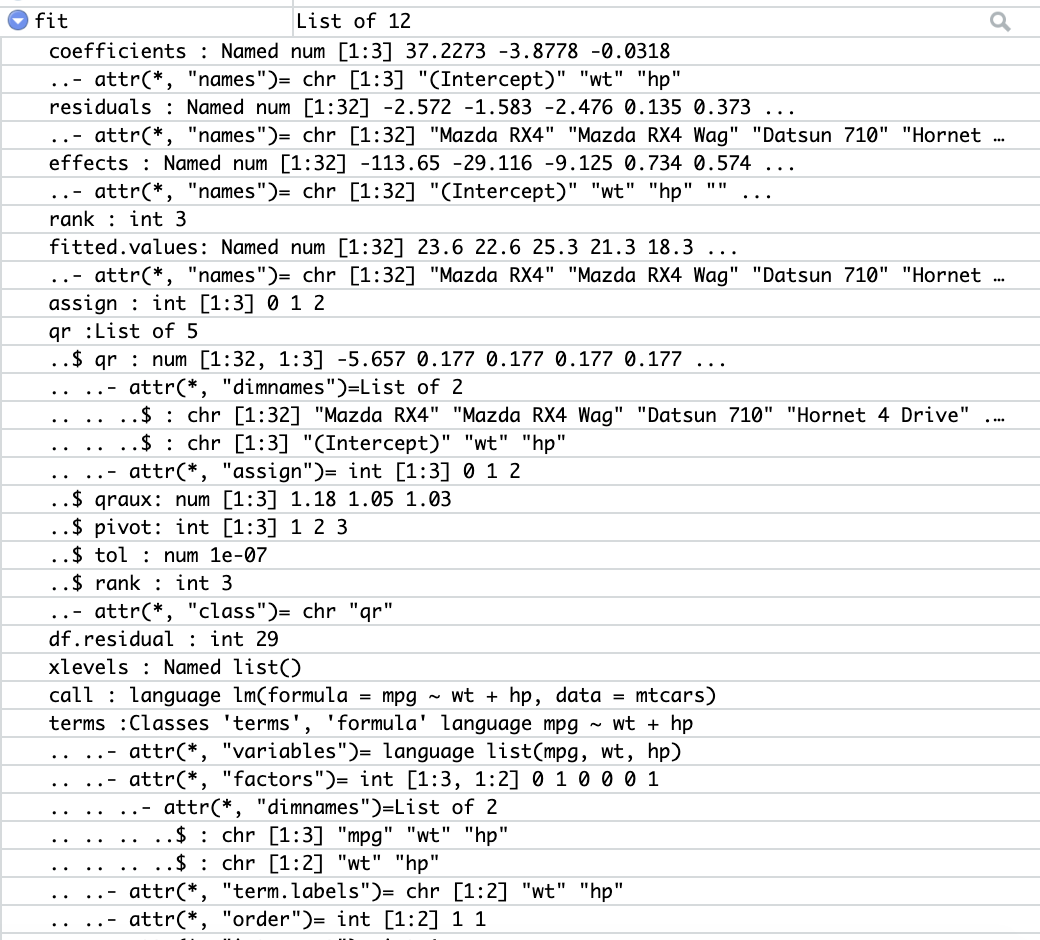 fit List of 12
coefficients : Named num [1:3] 37.2273 -3.8778 -0.0318
..- attr(*, "names")= chr [1:3] "(Intercept)" "wt" "hp"
residuals : Named num [1:32] -2.572 -1.583 -2.476 0.135 0.373 ...
..- attr(*, "names")= chr [1:32] "Mazda RX4" "Mazda RX4 Wag" "Datsun 710" "Hornet …
effects : Named num [1:32] -113.65 -29.116 -9.125 0.734 0.574 ...
..- attr(*, "names")= chr [1:32] "(Intercept)" "wt" "hp" "" ...
rank : int 3
fitted.values: Named num [1:32] 23.6 22.6 25.3 21.3 18.3 ...
..- attr(*, "names")= chr [1:32] "Mazda RX4" "Mazda RX4 Wag" "Datsun 710" "Hornet …
assign : int [1:3] 0 1 2
qr :List of 5
..$ qr : num [1:32, 1:3] -5.657 0.177 0.177 0.177 0.177 ...
.. ..- attr(*, "dimnames")=List of 2
.. .. ..$ : chr [1:32] "Mazda RX4" "Mazda RX4 Wag" "Datsun 710" "Hornet 4 Drive" .…
.. .. ..$ : chr [1:3] "(Intercept)" "wt" "hp"
.. ..- attr(*, "assign")= int [1:3] 0 1 2
..$ qraux: num [1:3] 1.18 1.05 1.03
..$ pivot: int [1:3] 1 2 3
..$ tol : num 1e-07
..$ rank : int 3
..- attr(*, "class")= chr "qr"
df.residual : int 29
xlevels : Named list()
call : language lm(formula = mpg ~ wt + hp, data = mtcars)
terms :Classes 'terms', 'formula' language mpg ~ wt + hp
.. ..- attr(*, "variables")= language list(mpg, wt, hp)
.. ..- attr(*, "factors")= int [1:3, 1:2] 0 1 0 0 0 1
.. .. ..- attr(*, "dimnames")=List of 2
.. .. .. ..$ : chr [1:3] "mpg" "wt" "hp"
.. .. .. ..$ : chr [1:2] "wt" "hp"
.. ..- attr(*, "term.labels")= chr [1:2] "wt" "hp"
.. ..- attr(*, "order")= int [1:2] 1 1